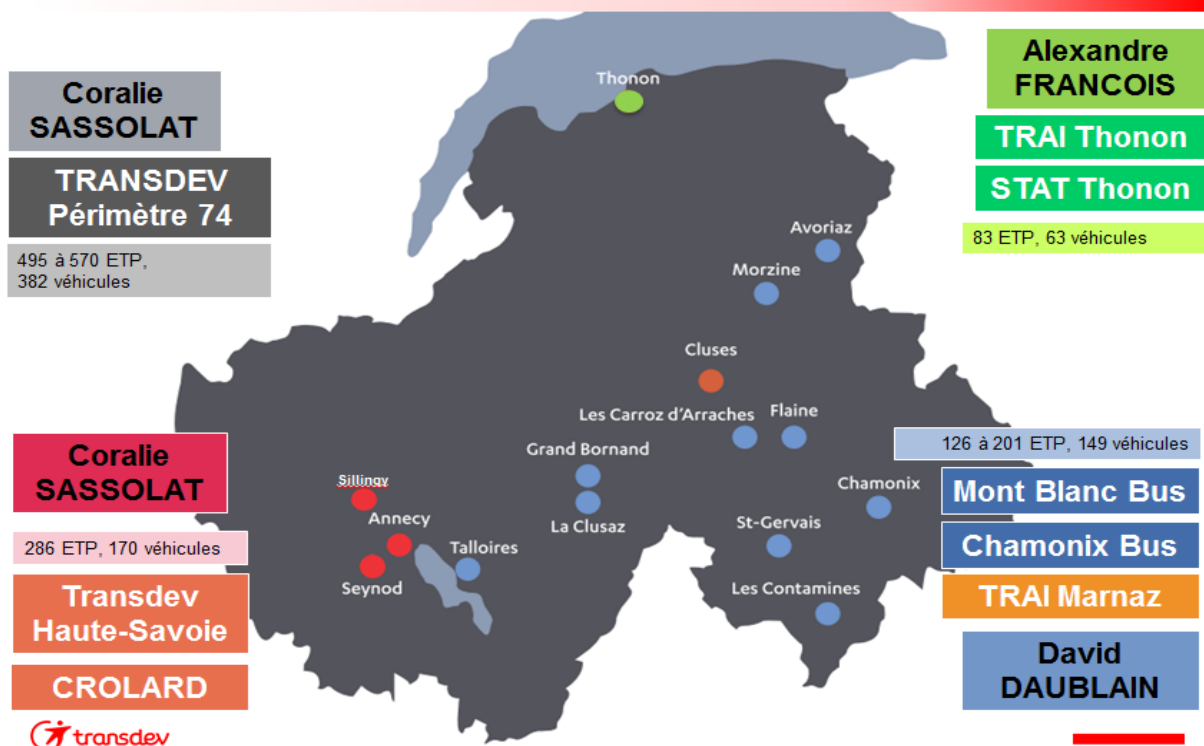 Coralie
SASSOLAT
TRANSDEV
Périmètre 74
495 à 570 ETP,
382 véhicules
Alexandre
FRANCOIS
TRAI Thonon
STAT Thonon
83 ETP, 63 véhicules
Thonon
Avoriaz
Morzine
Cluses
Les Carroz d'Arraches
Flaine
Grand Bornand
La Clusaz
Chamonix
St-Gervais
Les Contamines
Sillingy
Annecy
Seynod
Talloires
Coralie
SASSOLAT
286 ETP, 170 véhicules
Transdev
Haute-Savoie
CROLARD
126 à 201 ETP, 149 véhicules
Mont Blanc Bus
Chamonix Bus
TRAI Marnaz
David
DAUBLAIN
transdev